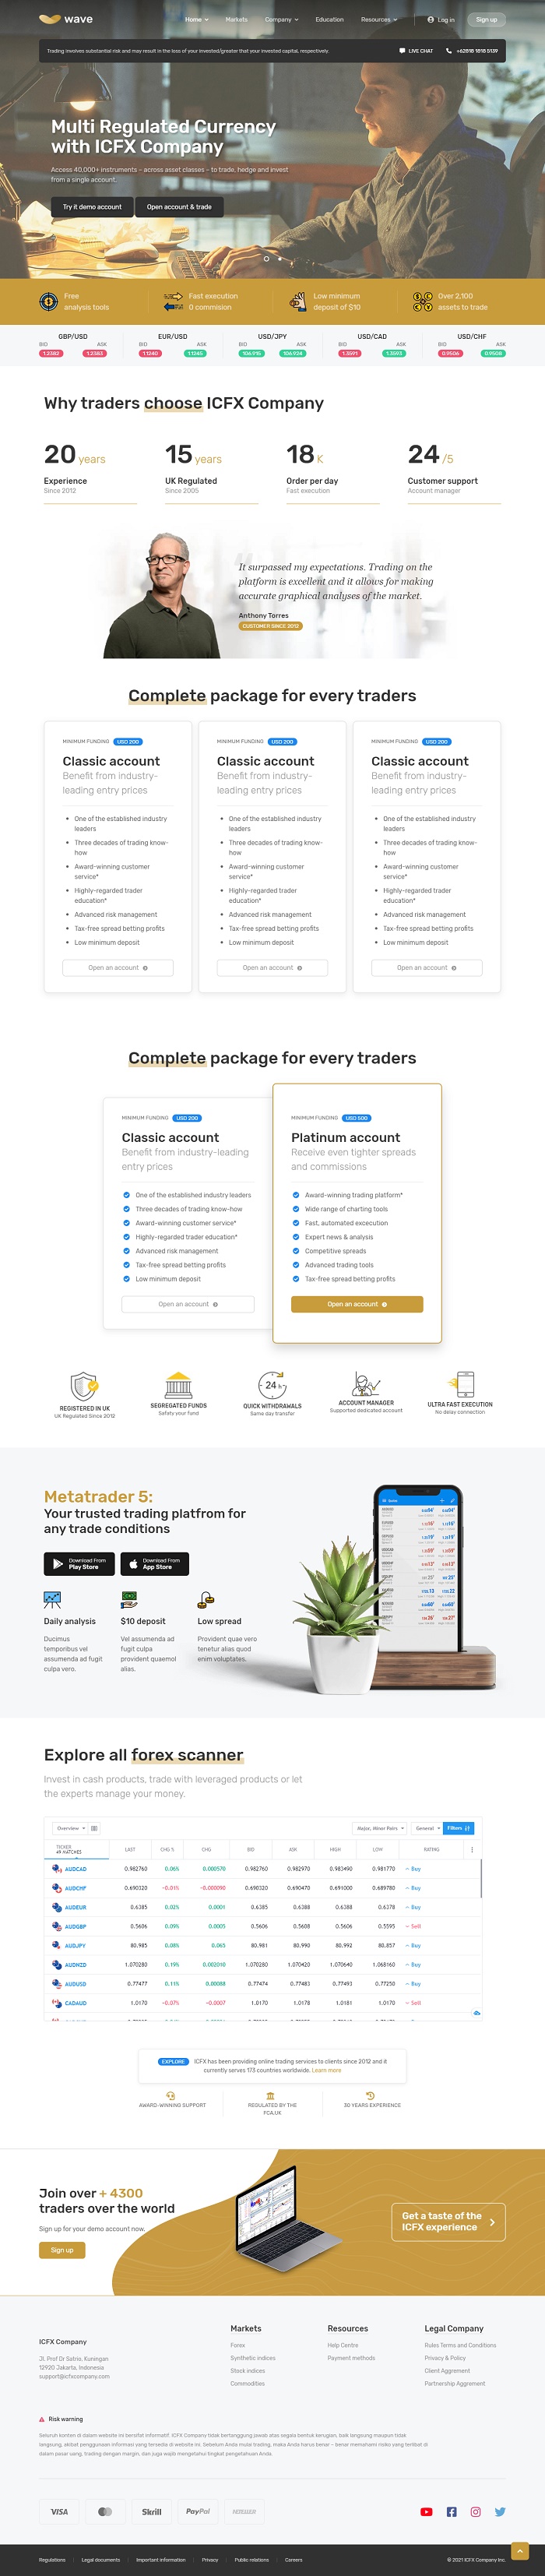 wave
Home Markets Company Education Resources Log in Sign up
Trading involves substantial risk and may result in the loss of your invested/greater that your invested capital, respectively. LIVE CHAT +62818 1818 5139
Multi Regulated Currency
with ICFX Company
Access 40,000+ instruments – across asset classes – to trade, hedge and invest
from a single account.
Try it demo account Open account & trade
Free
analysis tools
Fast execution
0 commision
Low minimum
deposit of $10
Over 2,100
assets to trade
GBP/USD EUR/USD USD/JPY USD/CAD USD/CHF
BID ASK BID ASK BID ASK BID ASK BID ASK
1.2382 1.2383 1.1240 1.1245 106.915 106.924 1.3591 1.3593 0.9506 0.9508
Why traders choose ICFX Company
20 years 15 years 18 K 24 /5
Experience UK Regulated Order per day Customer support
Since 2012 Since 2005 Fast execution Account manager
It surpassed my expectations. Trading on the
platform is excellent and it allows for making
accurate graphical analyses of the market.
Anthony Torres
CUSTOMER SINCE 2012
Complete package for every traders
MINIMUM FUNDING USD 200
Classic account
Benefit from industry-
leading entry prices
One of the established industry
leaders
Three decades of trading know-
how
Award-winning customer
service*
Highly-regarded trader
education*
Advanced risk management
Tax-free spread betting profits
Low minimum deposit
Open an account
MINIMUM FUNDING USD 200
Classic account
Benefit from industry-
leading entry prices
One of the established industry
leaders
Three decades of trading know-
how
Award-winning customer
service*
Highly-regarded trader
education*
Advanced risk management
Tax-free spread betting profits
Low minimum deposit
Open an account
MINIMUM FUNDING USD 200
Classic account
Benefit from industry-
leading entry prices
One of the established industry
leaders
Three decades of trading know-
how
Award-winning customer
service*
Highly-regarded trader
education*
Advanced risk management
Tax-free spread betting profits
Low minimum deposit
Open an account
Complete package for every traders
MINIMUM FUNDING USD 200
Classic account
Benefit from industry-leading
entry prices
One of the established industry leaders
Three decades of trading know-how
Award-winning customer service*
Highly-regarded trader education*
Advanced risk management
Tax-free spread betting profits
Low minimum deposit
Open an account
MINIMUM FUNDING USD 500
Platinum account
Receive even tighter spreads
and commissions
Award-winning trading platform*
Wide range of charting tools
Fast, automated execution
Expert news & analysis
Competitive spreads
Advanced trading tools
Tax-free spread betting profits
Open an account
REGISTERED IN UK
UK Regulated Since 2012
SEGREGATED FUNDS
Safaty your fund
24 h
QUICK WITHDRAWALS
Same day transfer
ACCOUNT MANAGER
Supported dedicated account
ULTRA FAST EXECUTION
No delay connection
Metatrader 5:
Your trusted trading platfrom for
any trade conditions
Download From
Play Store
Download From
App Store
Daily analysis
Ducimus
temporibus vel
assumenda ad fugit
culpa vero.
$10 deposit
Vel assumenda ad
fugit culpa
provident quaemol
alias.
Low spread
Provident quae vero
tenetur alias quod
enim voluptates.
Explore all forex scanner
Invest in cash products, trade with leveraged products or let
the experts manage your money.
Overview Major, Minor Pairs General Filters
TICKER LAST CHG % CHG BID ASK HIGH LOW RATING
49 MATCHES
AUDCAD 0.982760 0.06% 0.000570 0.982760 0.982970 0.983490 0.981770 Buy
AUDCHF 0.690320 -0.01% -0.000090 0.690320 0.690470 0.691000 0.689780 Buy
AUDEUR 0.6385 0.02% 0.0001 0.6385 0.6388 0.6388 0.6378 Buy
AUDGBP 0.5606 0.09% 0.0005 0.5606 0.5608 0.5606 0.5595 Sell
AUDJPY 80.985 0.08% 0.065 80.981 80.990 80.992 80.857 Buy
AUDNZD 1.070280 0.19% 0.002010 1.070280 1.070420 1.070640 1.068160 Buy
AUDUSD 0.77477 0.11% 0.00088 0.77474 0.77483 0.77493 0.77250 Buy
CADAUD 1.0170 -0.07% -0.0007 1.0170 1.0178 1.0181 1.0170 Sell
EXPLORE ICFX has been providing online trading services to clients since 2012 and it
currently serves 173 countries worldwide. Learn more
AWARD-WINNING SUPPORT
REGULATED BY THE
FCA.UK
30 YEARS EXPERIENCE
Join over + 4300
traders over the world
Sign up for your demo account now.
Sign up
Get a taste of the
ICFX experience
ICFX Company
Jl. Prof Dr Satrio, Kuningan
12920 Jakarta, Indonesia
support@icfxcompany.com
Markets
Forex
Synthetic indices
Stock indices
Commodities
Resources
Help Centre
Payment methods
Legal Company
Rules Terms and Conditions
Privacy & Policy
Client Aggrement
Partnership Aggrement
Risk warning
Seluruh konten di dalam website ini bersifat informatif. ICFX Company tidak bertanggung jawab atas segala bentuk kerugian, baik langsung maupun tidak
langsung, akibat penggunaan informasi yang tersedia di website ini. Sebelum Anda mulai trading, maka Anda harus benar – benar memahami risiko yang terlibat di
dalam pasar uang, trading dengan margin, dan juga wajib mengetahui tingkat pengetahuan Anda.
VISA Skrill PayPal NETELLER
Regulations Legal documents Important information Privacy Public relations Careers © 2021 ICFX Company Inc.